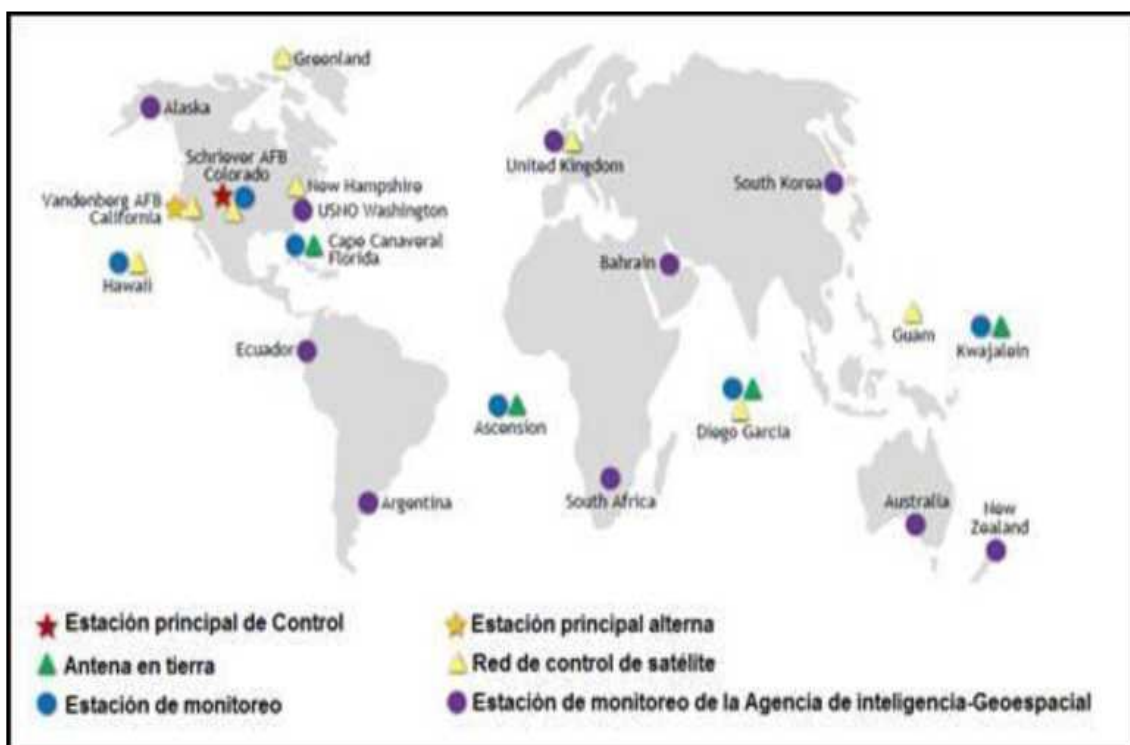 Greenland
Alaska
Schriever AFB
Colorado
Vandenberg AFB
California
New Hampshire
USNO Washington
Cape Canaveral
Florida
Hawaii
United Kingdom
South Korea
Bahrain
Guam
Kwajalein
Ecuador
Ascension
Diego Garcia
Argentina
South Africa
Australia
New
Zealand
Estación principal de Control
Estación principal alterna
Antena en tierra
Red de control de satélite
Estación de monitoreo
Estación de monitoreo de la Agencia de inteligencia-Geoespacial